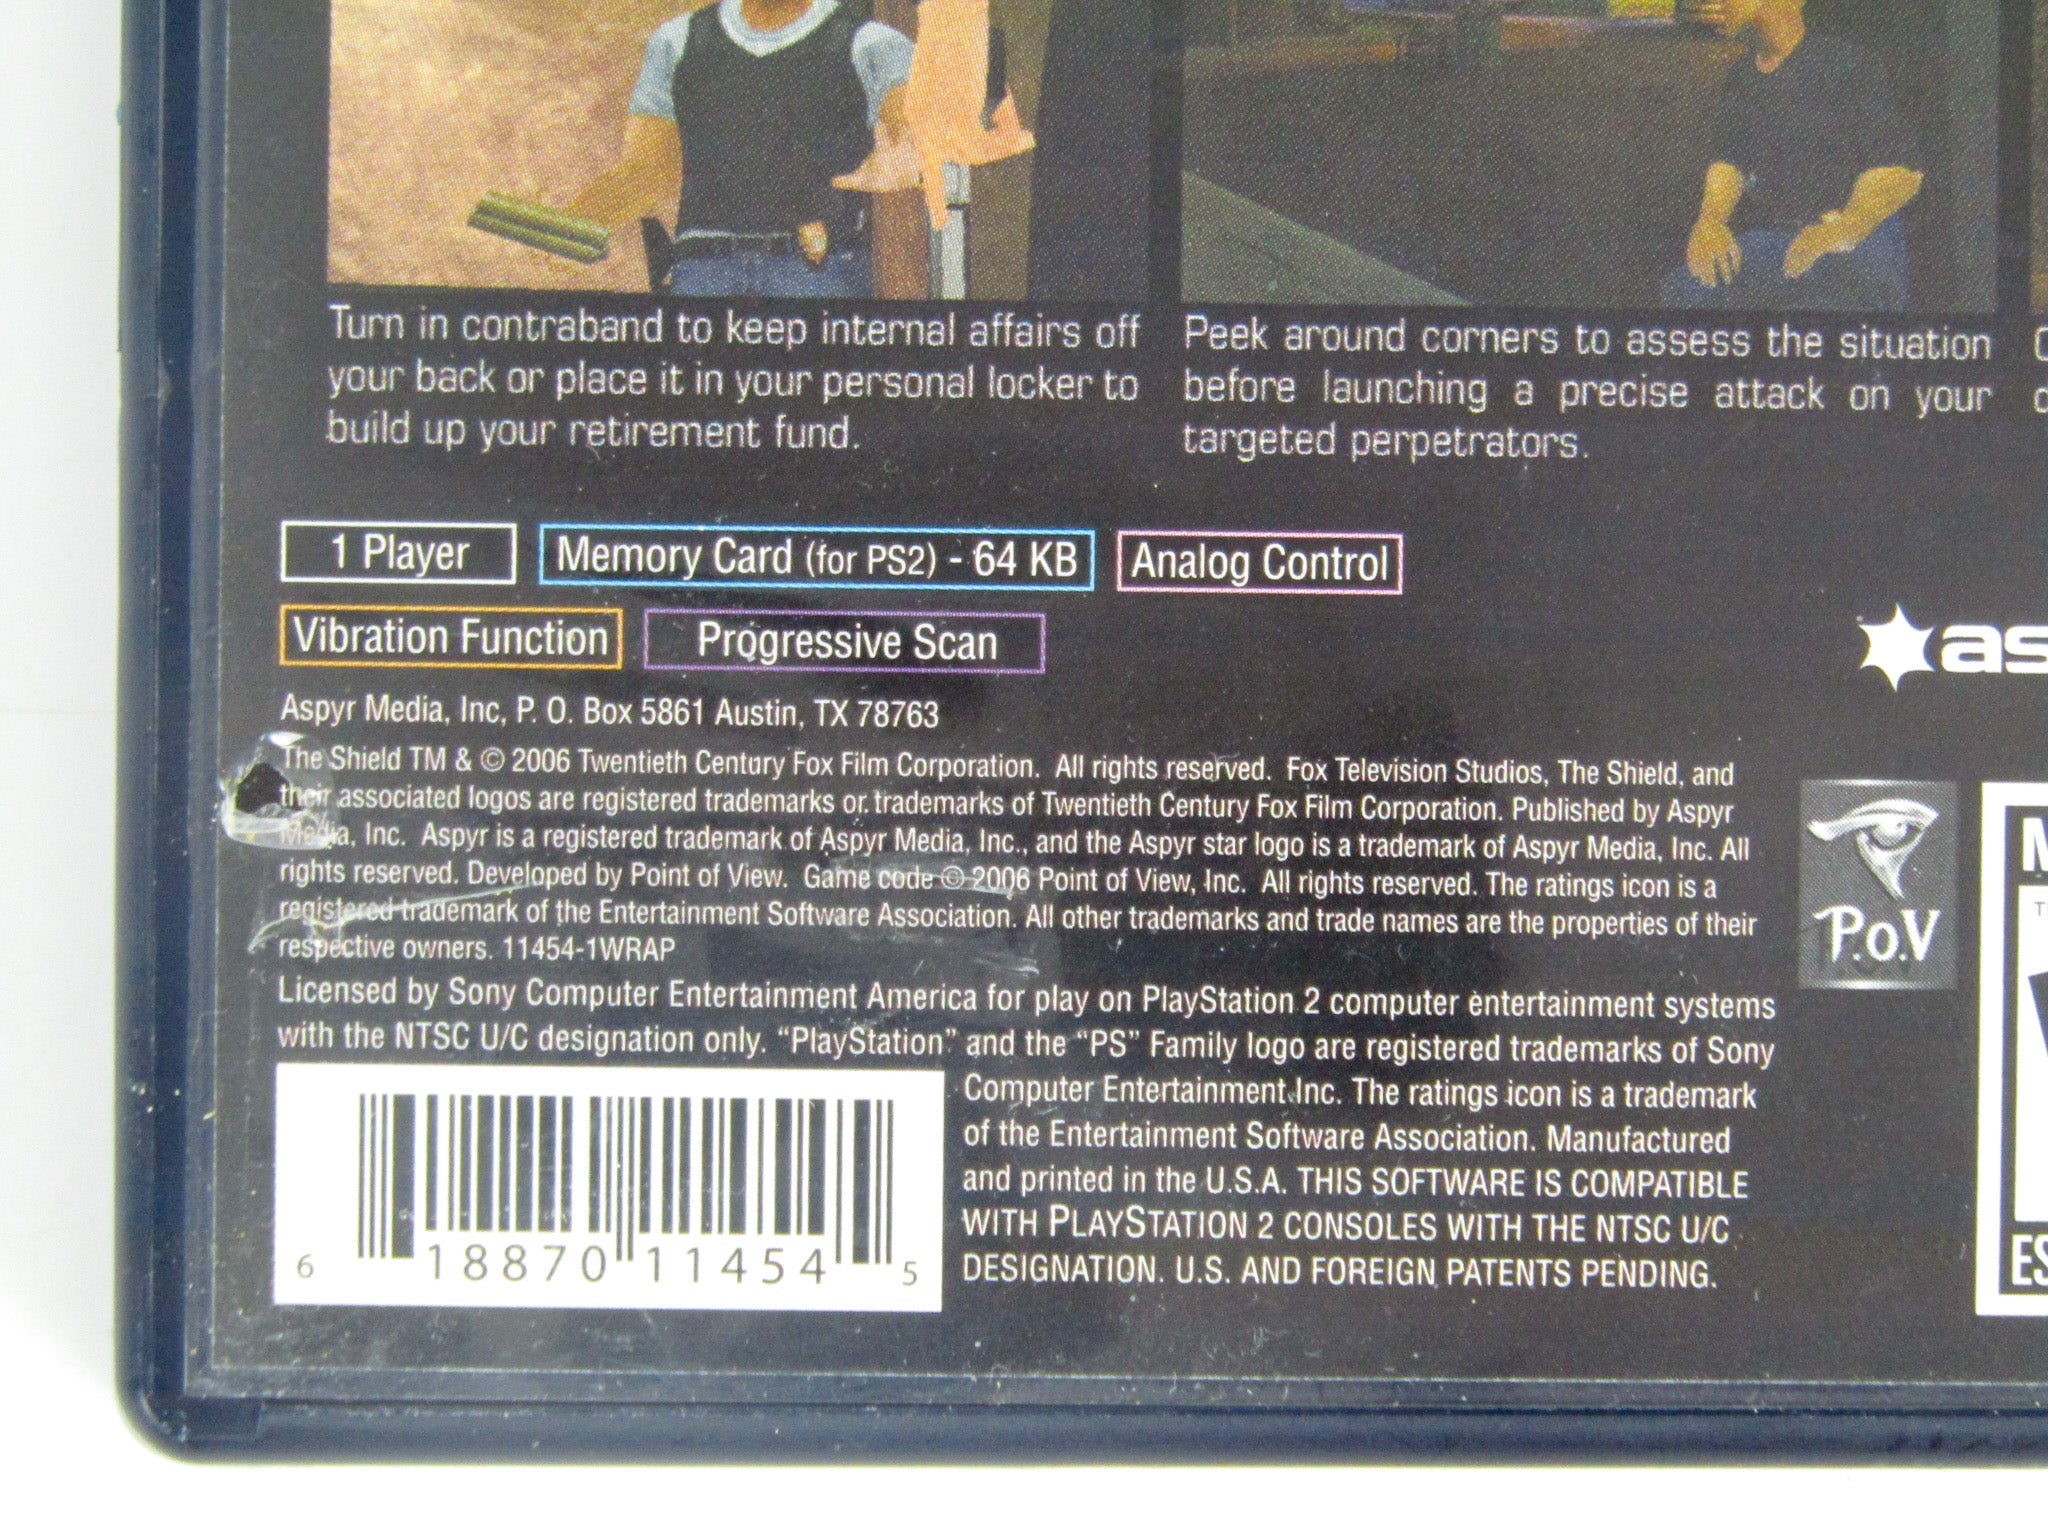 Turn in contraband to keep internal affairs off
your back or place it in your personal locker to
build up your retirement fund.
Peek around corners to assess the situation
before launching a precise attack on your
targeted perpetrators.
1 Player
Memory Card (for PS2) - 64 KB
Analog Control
Vibration Function
Progressive Scan
Aspyr Media, Inc, P. O. Box 5861 Austin, TX 78763
The Shield TM & © 2006 Twentieth Century Fox Film Corporation. All rights reserved. Fox Television Studios, The Shield, and
their associated logos are registered trademarks or trademarks of Twentieth Century Fox Film Corporation. Published by Aspyr
Media, Inc. Aspyr is a registered trademark of Aspyr Media, Inc., and the Aspyr star logo is a trademark of Aspyr Media, Inc. All
rights reserved. Developed by Point of View. Game code © 2006 Point of View, Inc. All rights reserved. The ratings icon is a
registered trademark of the Entertainment Software Association. All other trademarks and trade names are the properties of their
respective owners. 11454-1WRAP
Licensed by Sony Computer Entertainment America for play on PlayStation 2 computer entertainment systems
with the NTSC U/C designation only. "PlayStation" and the "PS" Family logo are registered trademarks of Sony
Computer Entertainment Inc. The ratings icon is a trademark
of the Entertainment Software Association. Manufactured
and printed in the U.S.A. THIS SOFTWARE IS COMPATIBLE
WITH PLAYSTATION 2 CONSOLES WITH THE NTSC U/C
DESIGNATION. U.S. AND FOREIGN PATENTS PENDING.
6 18870 11454 5
as
P.o.V
M
ES